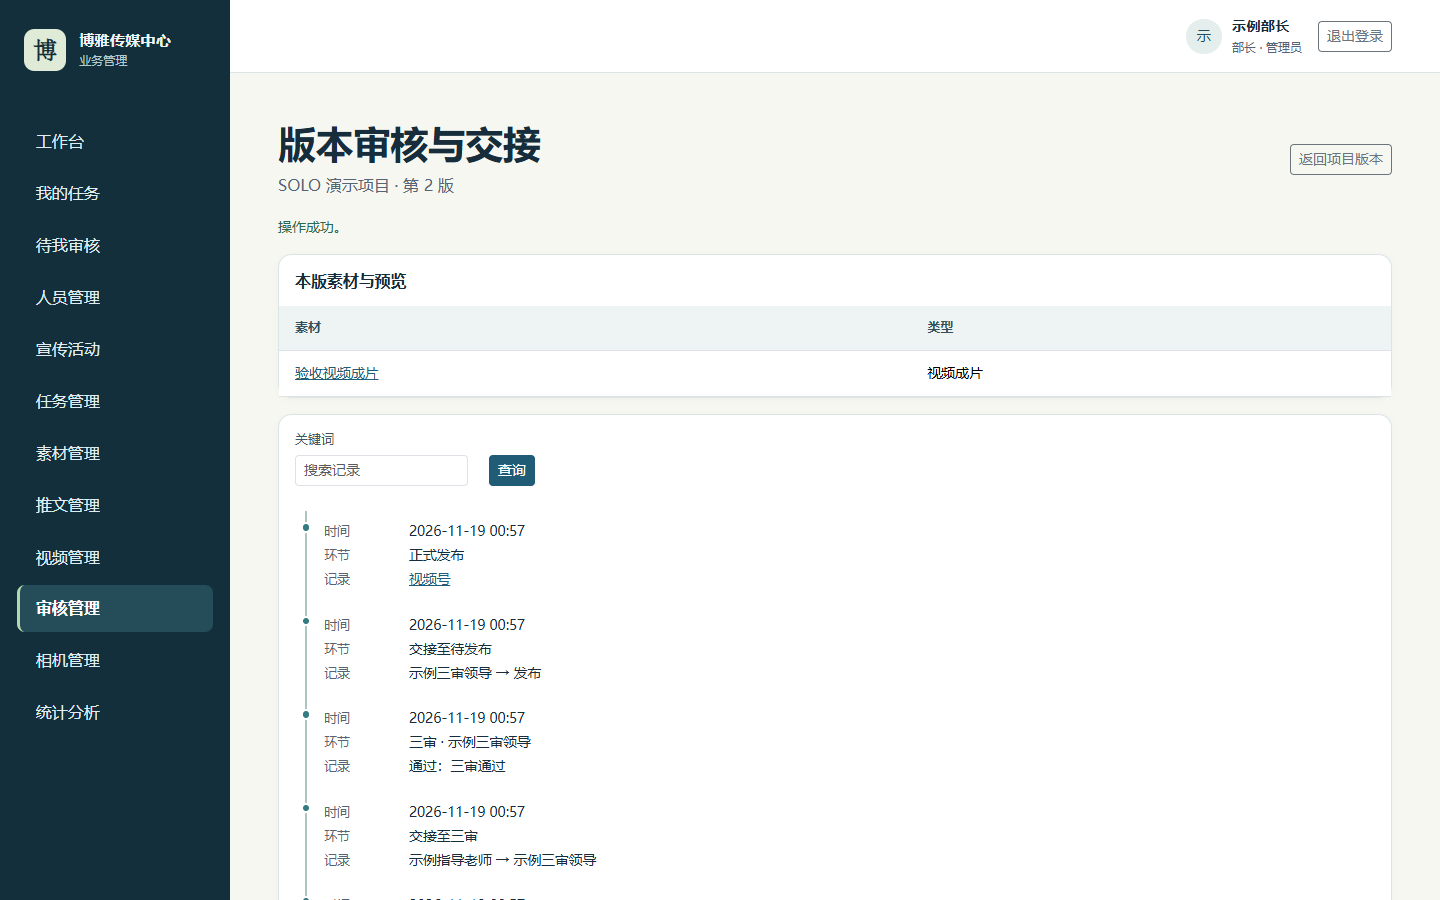 博
博雅传媒中心
业务管理
示
示例部长
部长 · 管理员
退出登录
工作台
我的任务
待我审核
人员管理
宣传活动
任务管理
素材管理
推文管理
视频管理
审核管理
相机管理
统计分析
版本审核与交接
SOLO 演示项目 · 第 2 版
返回项目版本
操作成功。
本版素材与预览
素材 类型
验收视频成片 视频成片
关键词
搜索记录 查询
时间 2026-11-19 00:57
环节 正式发布
记录 视频号
时间 2026-11-19 00:57
环节 交接至待发布
记录 示例三审领导 → 发布
时间 2026-11-19 00:57
环节 三审 · 示例三审领导
记录 通过：三审通过
时间 2026-11-19 00:57
环节 交接至三审
记录 示例指导老师 → 示例三审领导